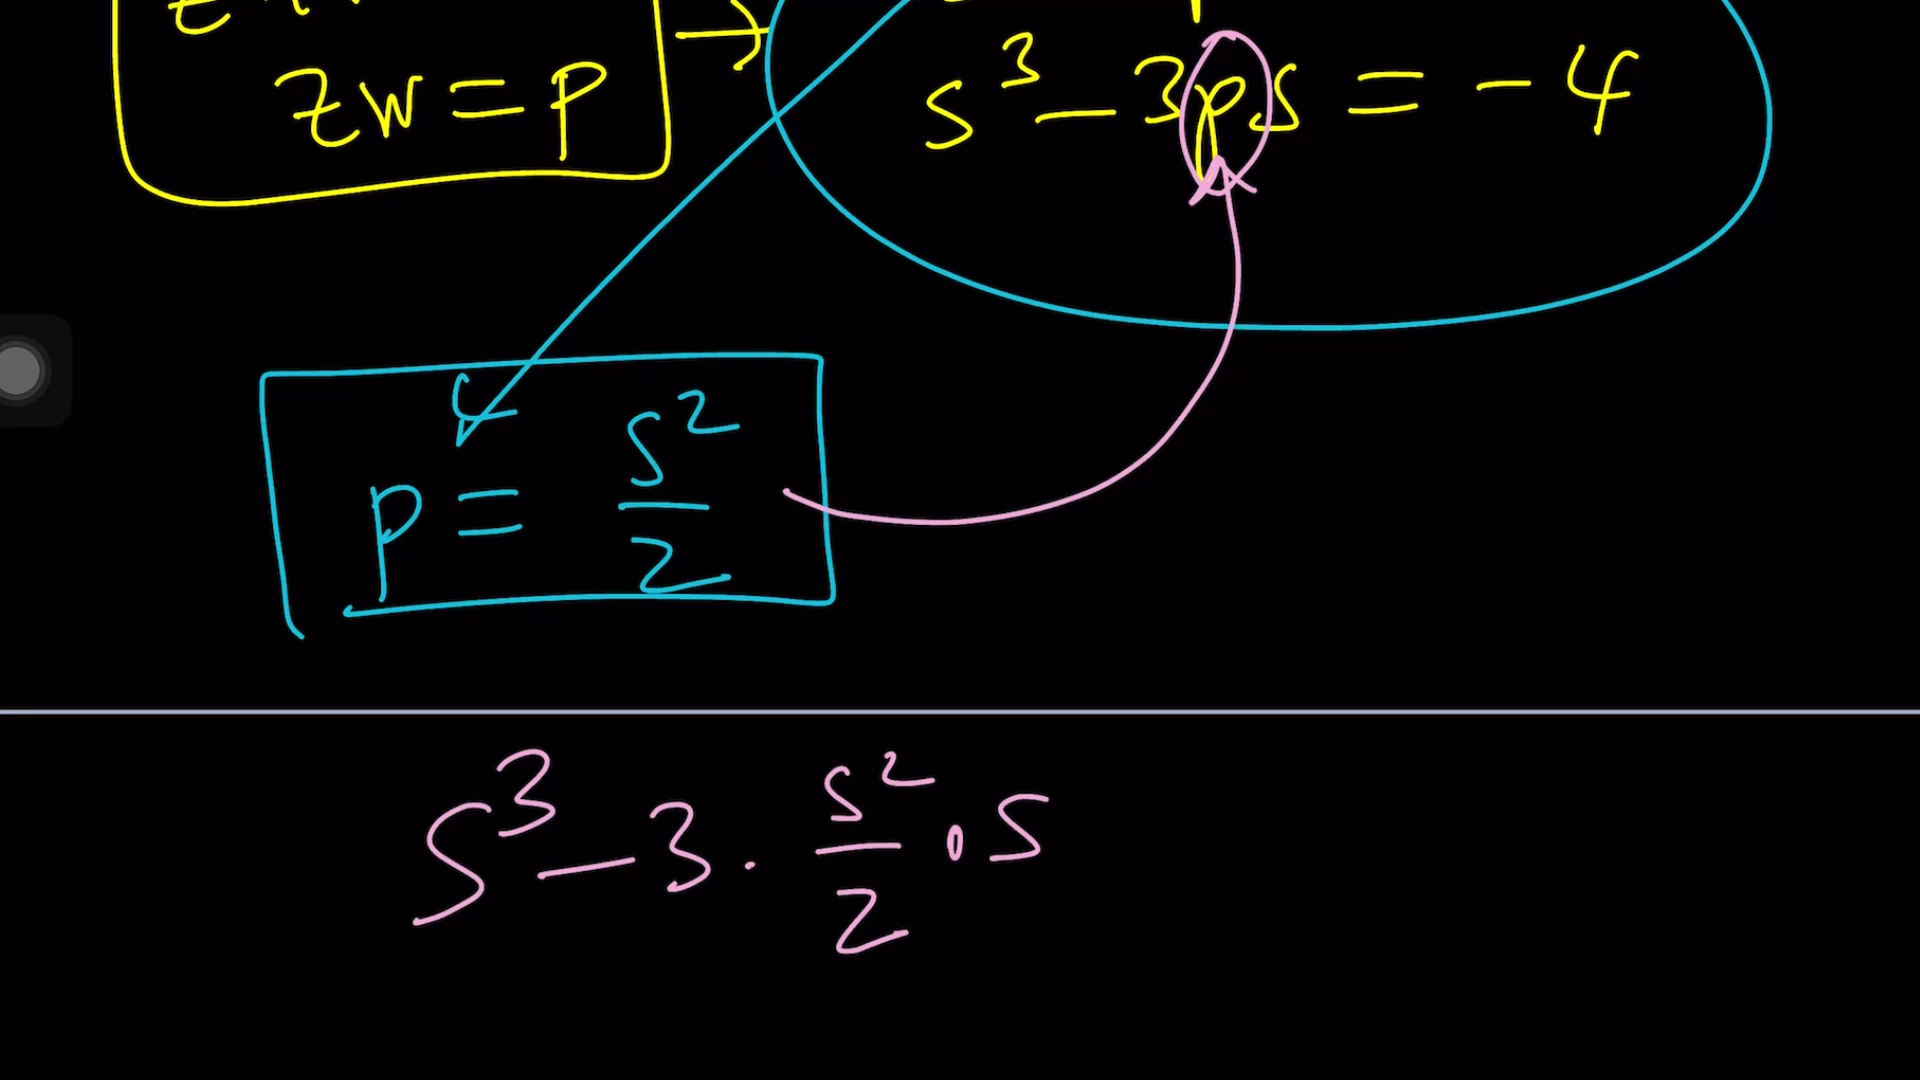 zw = p
s³ - 3ps = -4
p = s²/2
s³ - 3 · s²/2 · s